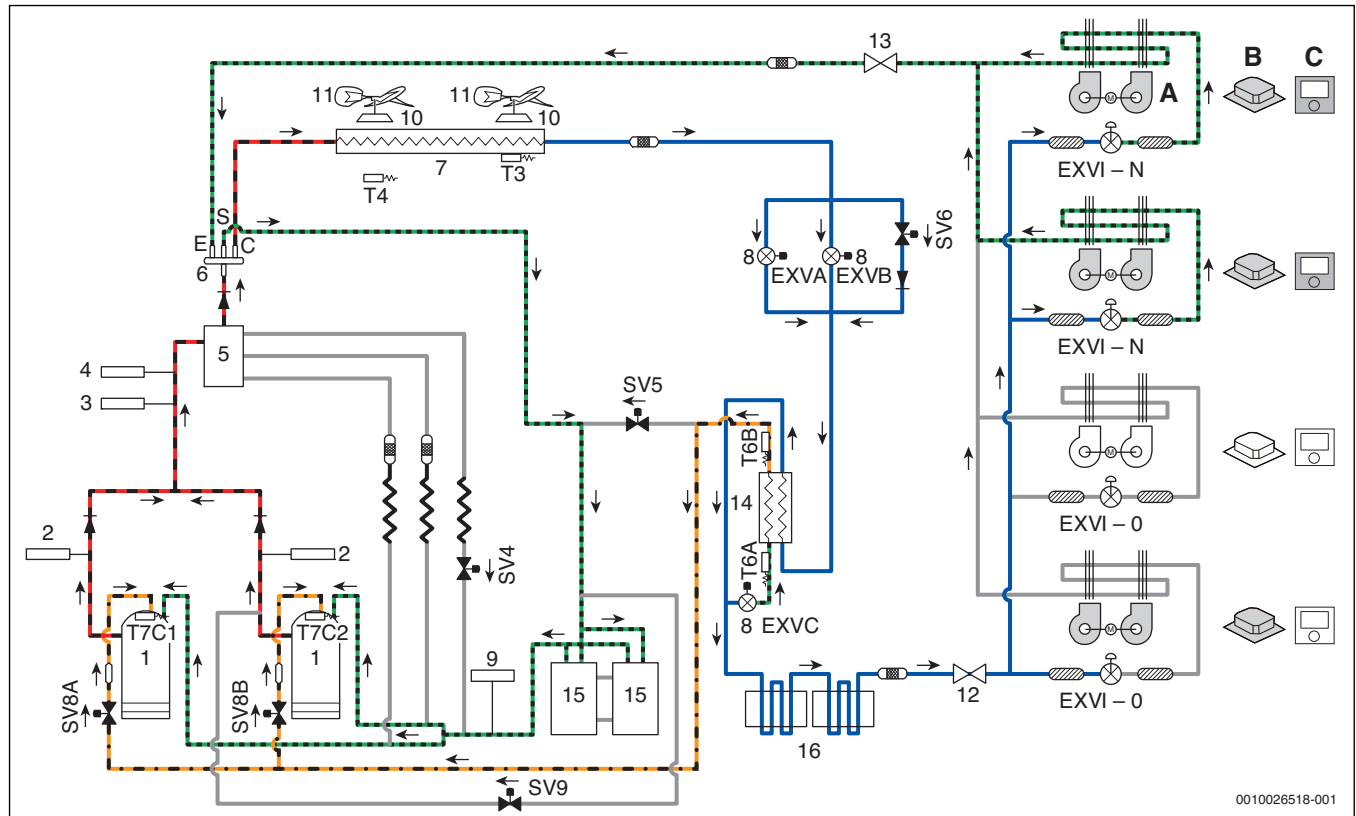 13
B C
A
M
11 11
10 10
EXVI – N
7 T3
T4
S
E C
6
SV6
8 8
EXVA EXVB
M
EXVI – N
5
4
3
SV5
T6B
14
M
EXVI – 0
2 2
SV4
T6A
8 EXVC
T7C1 T7C2
1 1
9
15 15
M
12
EXVI – 0
SV8A SV8B
16
SV9
0010026518-001